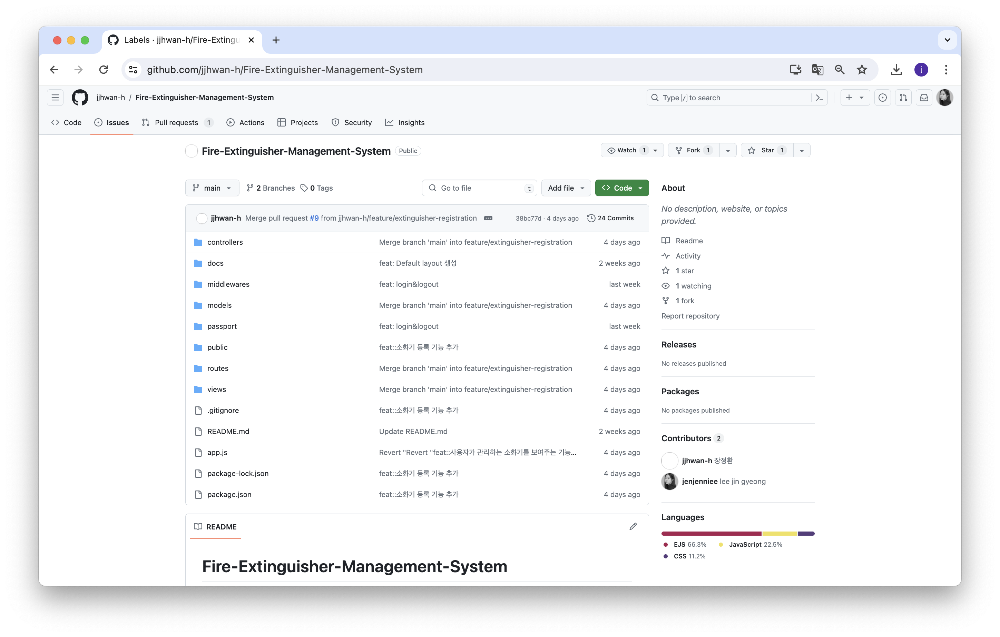 Labels · jjhwan-h/Fire-Extingu
github.com/jjhwan-h/Fire-Extinguisher-Management-System
j
jjhwan-h / Fire-Extinguisher-Management-System
Type / to search
Code Issues Pull requests 1 Actions Projects Security Insights
Fire-Extinguisher-Management-System Public
Watch 1 Fork 1 Star 1
main 2 Branches 0 Tags Go to file t Add file Code
jjhwan-h Merge pull request #9 from jjhwan-h/feature/extinguisher-registration 38bc77d · 4 days ago 24 Commits
controllers Merge branch 'main' into feature/extinguisher-registration 4 days ago
docs feat: Default layout 생성 2 weeks ago
middlewares feat: login&logout last week
models Merge branch 'main' into feature/extinguisher-registration 4 days ago
passport feat: login&logout last week
public feat::소화기 등록 기능 추가 4 days ago
routes Merge branch 'main' into feature/extinguisher-registration 4 days ago
views Merge branch 'main' into feature/extinguisher-registration 4 days ago
.gitignore feat::소화기 등록 기능 추가 4 days ago
README.md Update README.md 2 weeks ago
app.js Revert "Revert "feat::사용자가 관리하는 소화기를 보여주는 기능... 4 days ago
package-lock.json feat::소화기 등록 기능 추가 4 days ago
package.json feat::소화기 등록 기능 추가 4 days ago
README
Fire-Extinguisher-Management-System
About
No description, website, or topics
provided.
Readme
Activity
1 star
1 watching
1 fork
Report repository
Releases
No releases published
Packages
No packages published
Contributors 2
jjhwan-h 장정환
jenjenniee lee jin gyeong
Languages
EJS 66.3% JavaScript 22.5%
CSS 11.2%